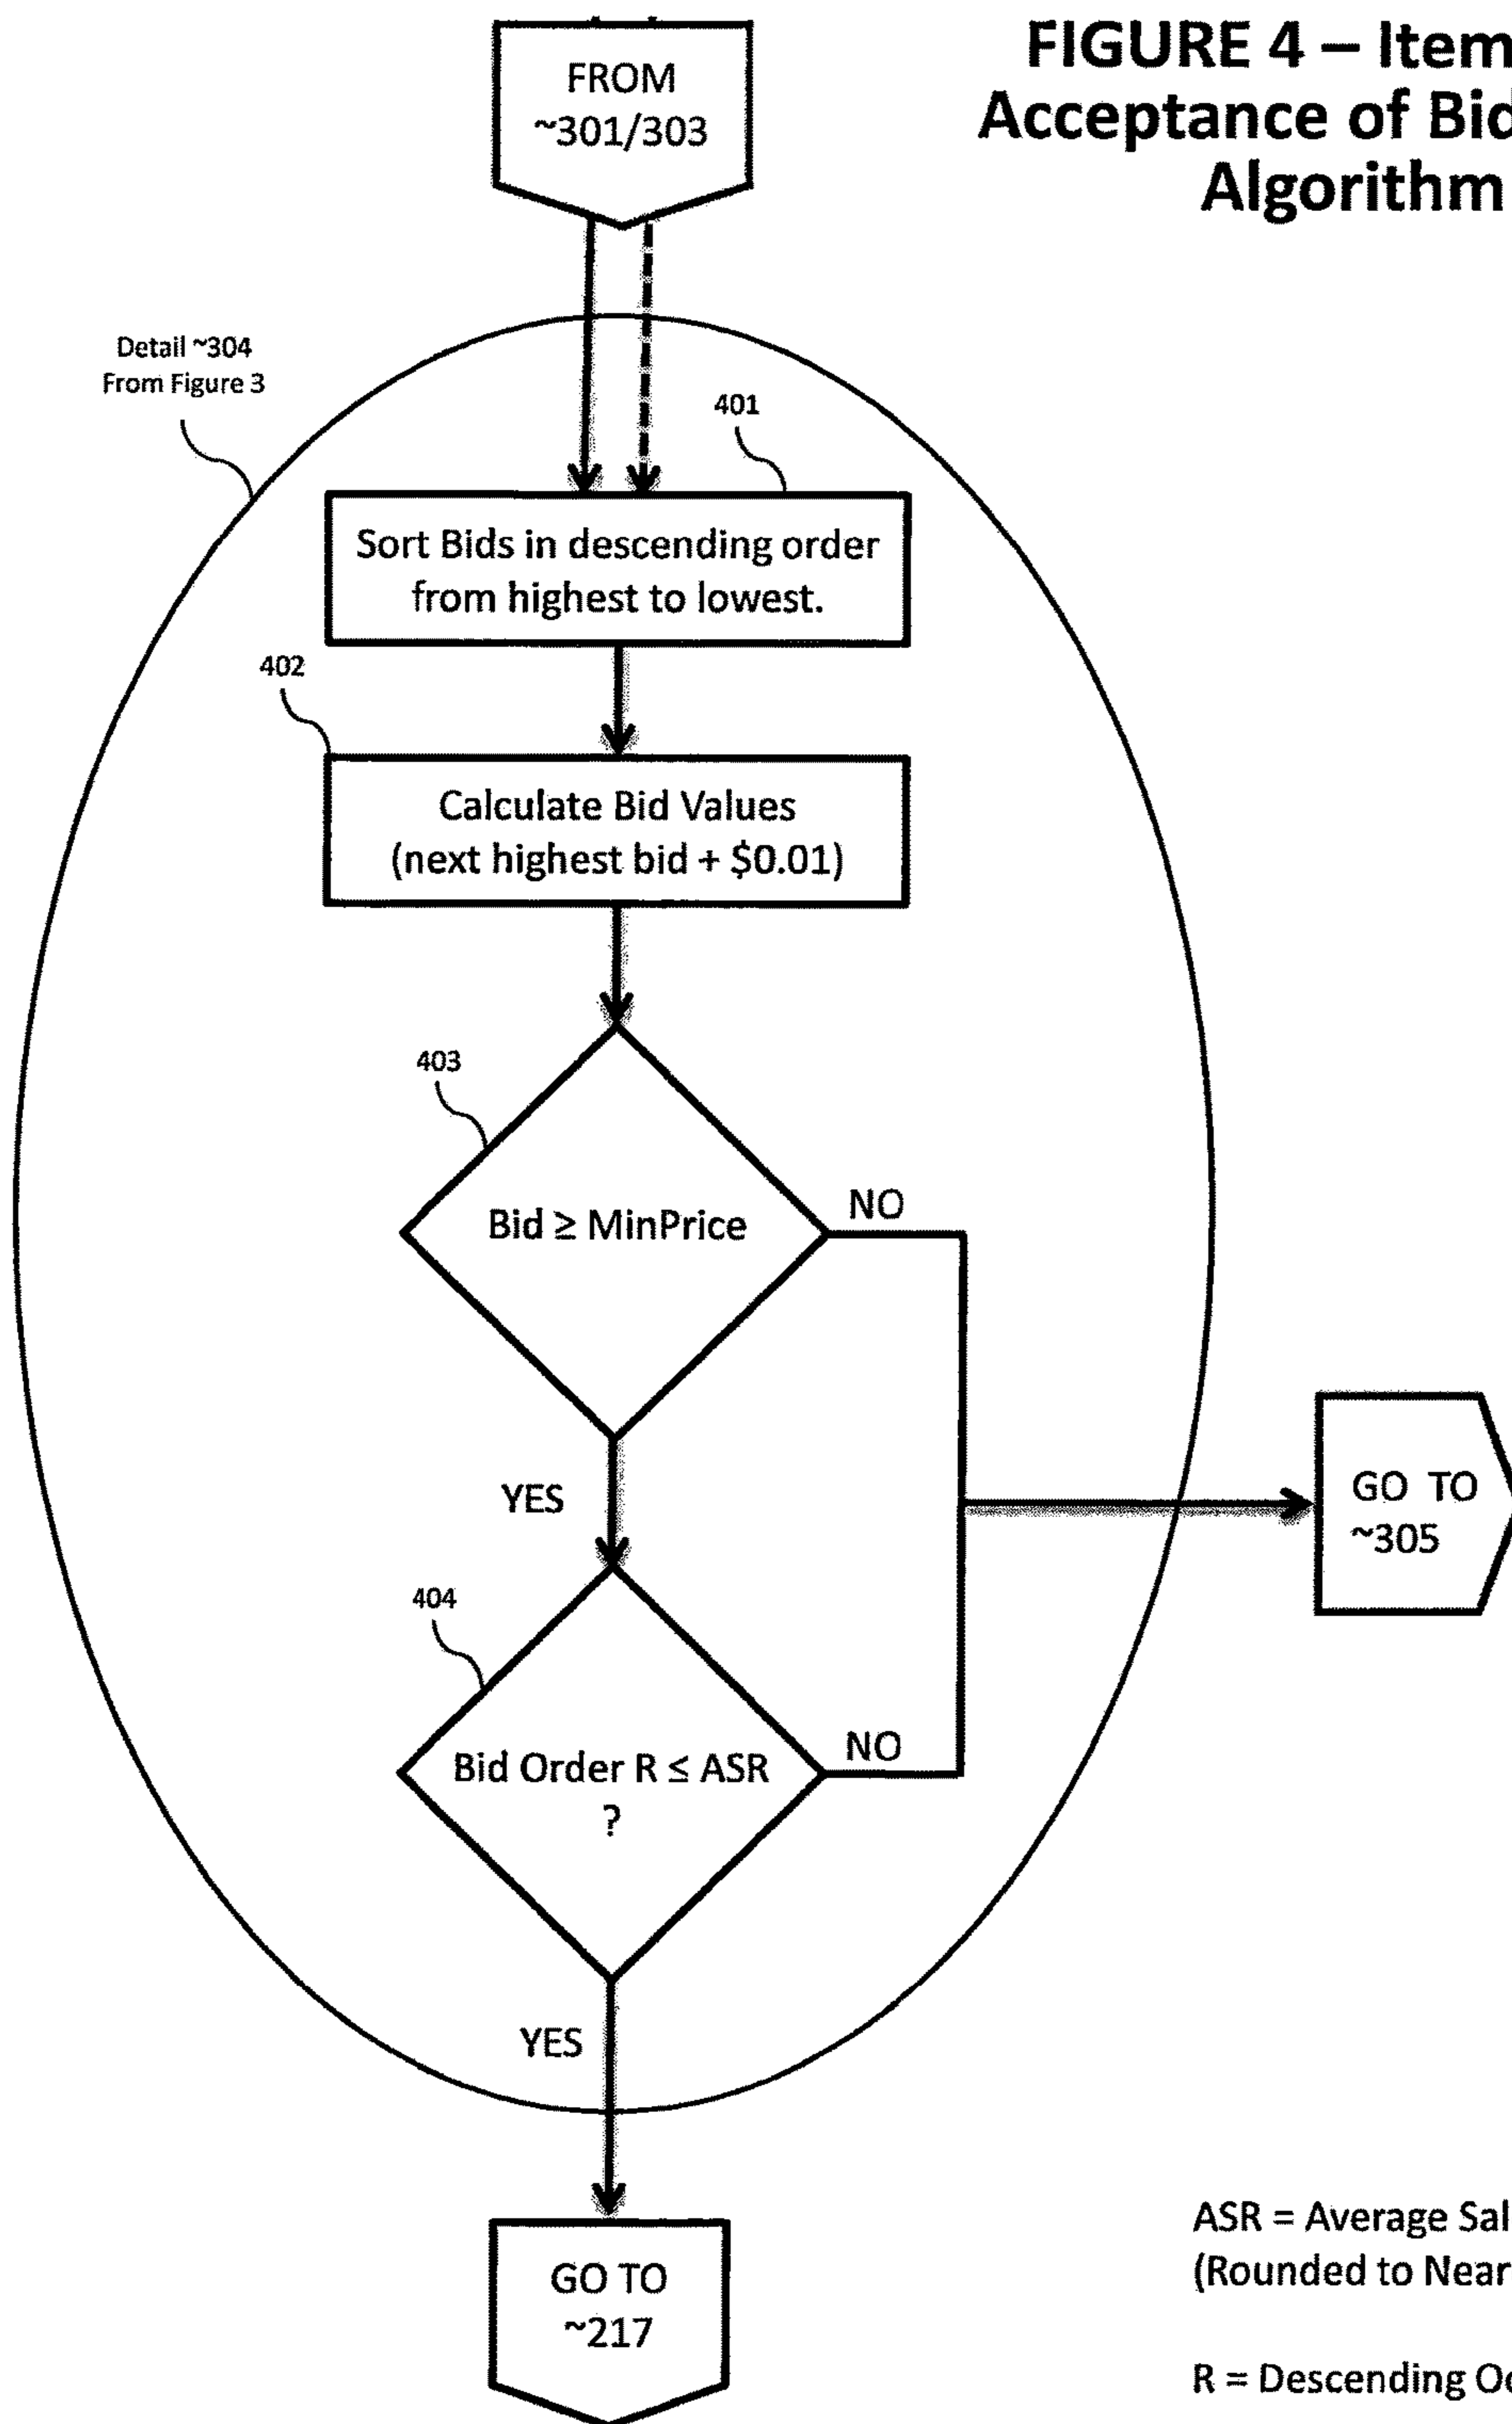 FIGURE 4 – Item
Acceptance of Bid
Algorithm
FROM
~301/303
Detail ~304
From Figure 3
401
Sort Bids in descending order
from highest to lowest.
402
Calculate Bid Values
(next highest bid + $0.01)
403
Bid ≥ MinPrice
NO
YES
GO TO
~305
404
Bid Order R ≤ ASR
?
NO
YES
GO TO
~217
ASR = Average Sal
(Rounded to Near
R = Descending